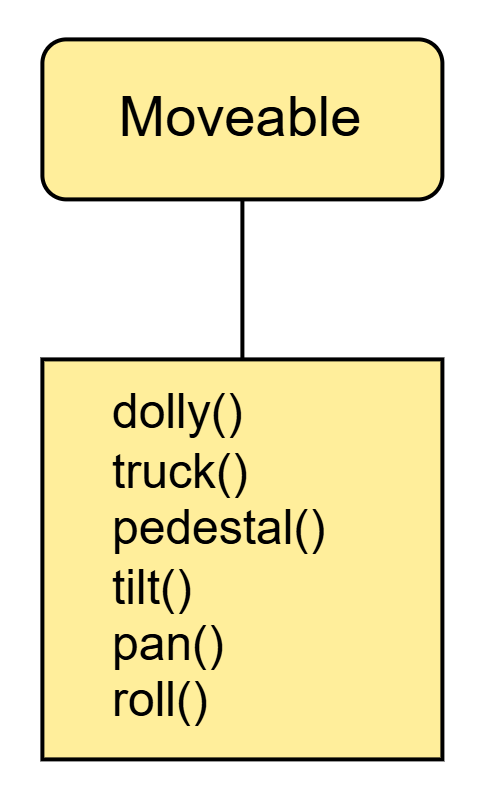 Moveable
dolly()
truck()
pedestal()
tilt()
pan()
roll()